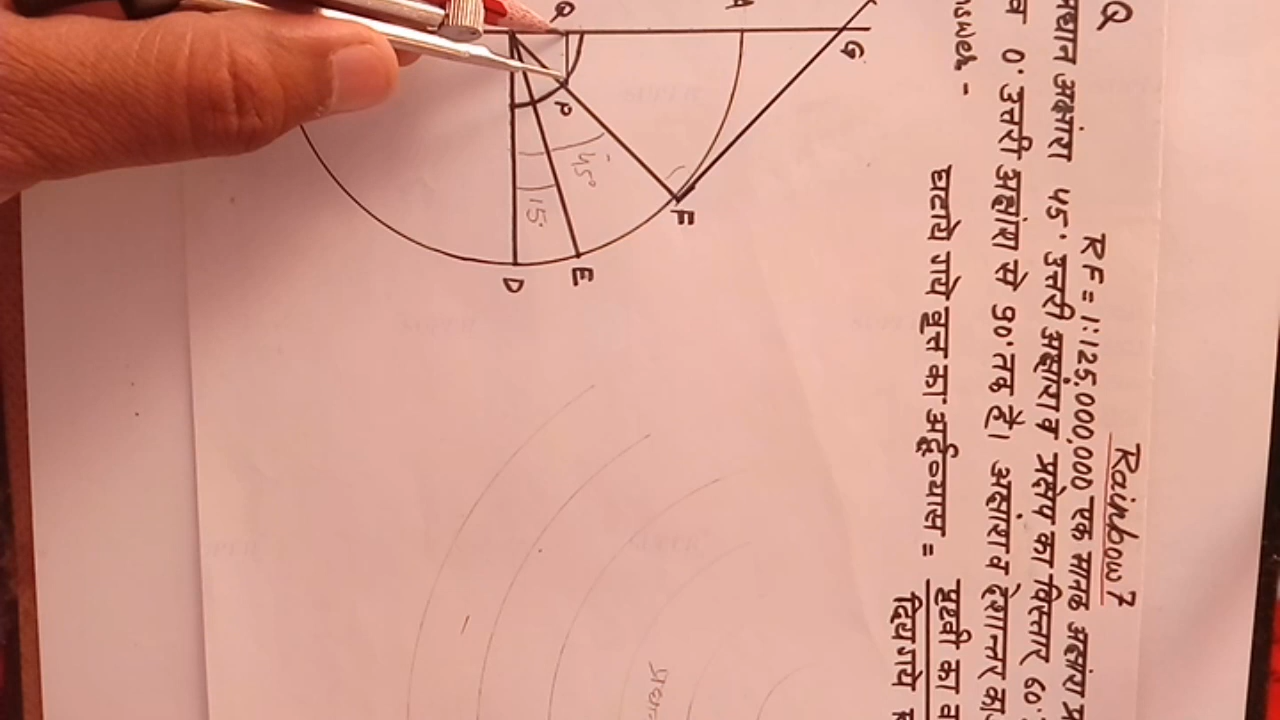 Rainbow 7
Q
RF = 1:125,000,000 एक मानक अक्षांश
प्रधान अक्षांश 45° उत्तरी अक्षांश व प्रक्षेप का विस्तार 60°
व 0° उत्तरी अक्षांश से 90° तक है। अक्षांश व देशान्तर का
Answer -
घटाये गये वृत्त का अर्द्धव्यास = पृथ्वी का
दिये गये
Q
A
G
P
45°
15°
F
E
D